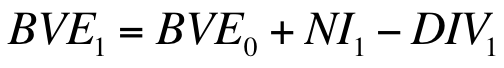 BVE₁ = BVE₀ + NI₁ − DIV₁